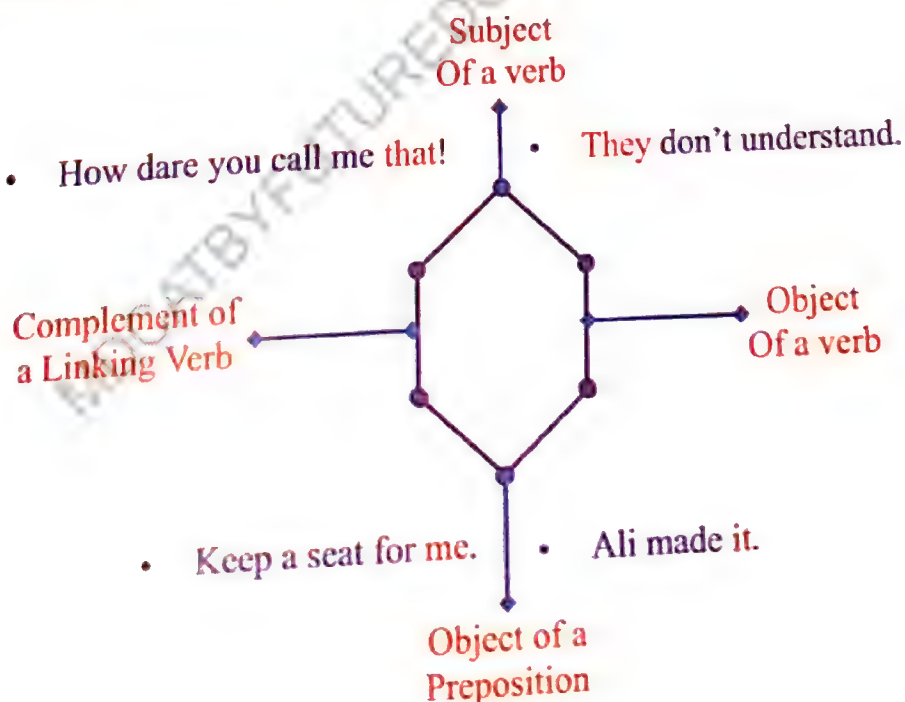 Subject
Of a verb
• How dare you call me that!
• They don't understand.
Complement of
a Linking Verb
Object
Of a verb
• Keep a seat for me.
• Ali made it.
Object of a
Preposition